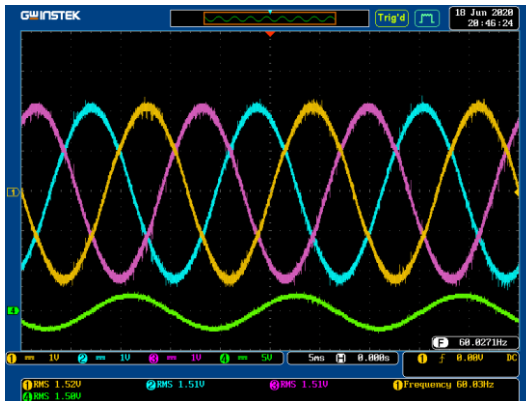 GWINSTEK
Trig'd
18 Jun 2020
20:46:24
1
4
F 60.0271Hz
1 1V 2 1V 3 1V 4 5V 5ms H 0.000s 1 0.00V DC
1 RMS 1.52V 2 RMS 1.51V 3 RMS 1.51V 1 Frequency 60.03Hz
4 RMS 1.50V